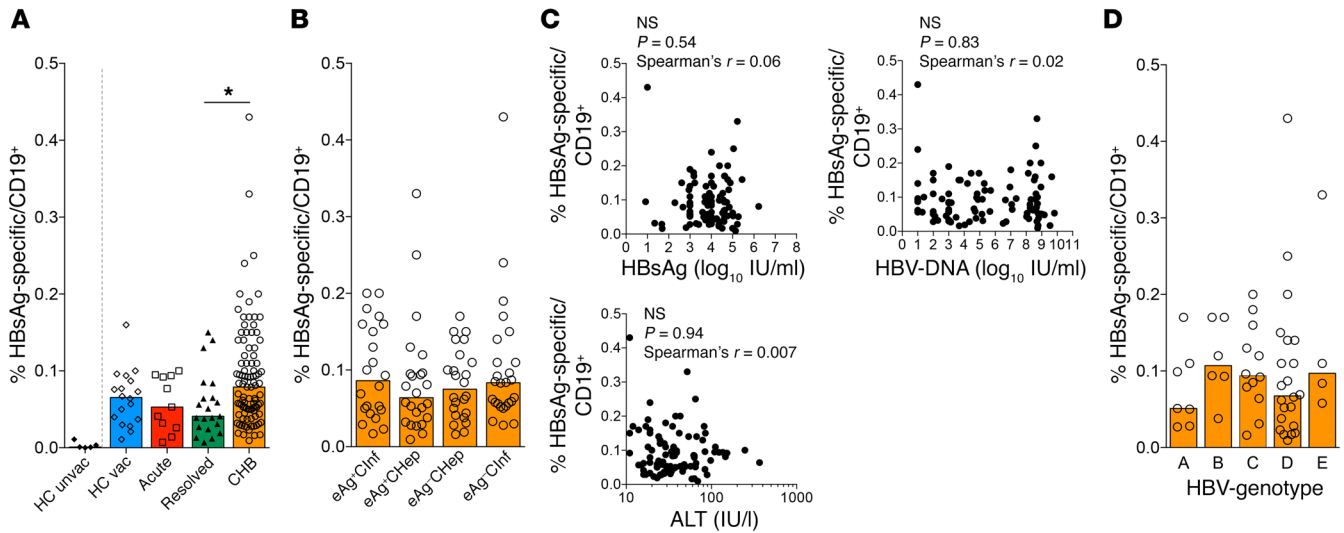 A
% HBsAg-specific/CD19+
0.5
0.4
0.3
0.2
0.1
0.0
*
HC unvac
HC vac
Acute
Resolved
CHB
B
% HBsAg-specific/CD19+
0.5
0.4
0.3
0.2
0.1
0.0
eAg+CInf
eAg+CHep
eAg−CHep
eAg−CInf
C
NS
P = 0.54
Spearman's r = 0.06
% HBsAg-specific/
CD19+
0.5
0.4
0.3
0.2
0.1
0.0
0 1 2 3 4 5 6 7 8
HBsAg (log10 IU/ml)
NS
P = 0.83
Spearman's r = 0.02
% HBsAg-specific/
CD19+
0.5
0.4
0.3
0.2
0.1
0.0
0 1 2 3 4 5 6 7 8 9 10 11
HBV-DNA (log10 IU/ml)
NS
P = 0.94
Spearman's r = 0.007
% HBsAg-specific/
CD19+
0.5
0.4
0.3
0.2
0.1
0.0
10 100 1000
ALT (IU/l)
D
% HBsAg-specific/CD19+
0.5
0.4
0.3
0.2
0.1
0.0
A B C D E
HBV-genotype